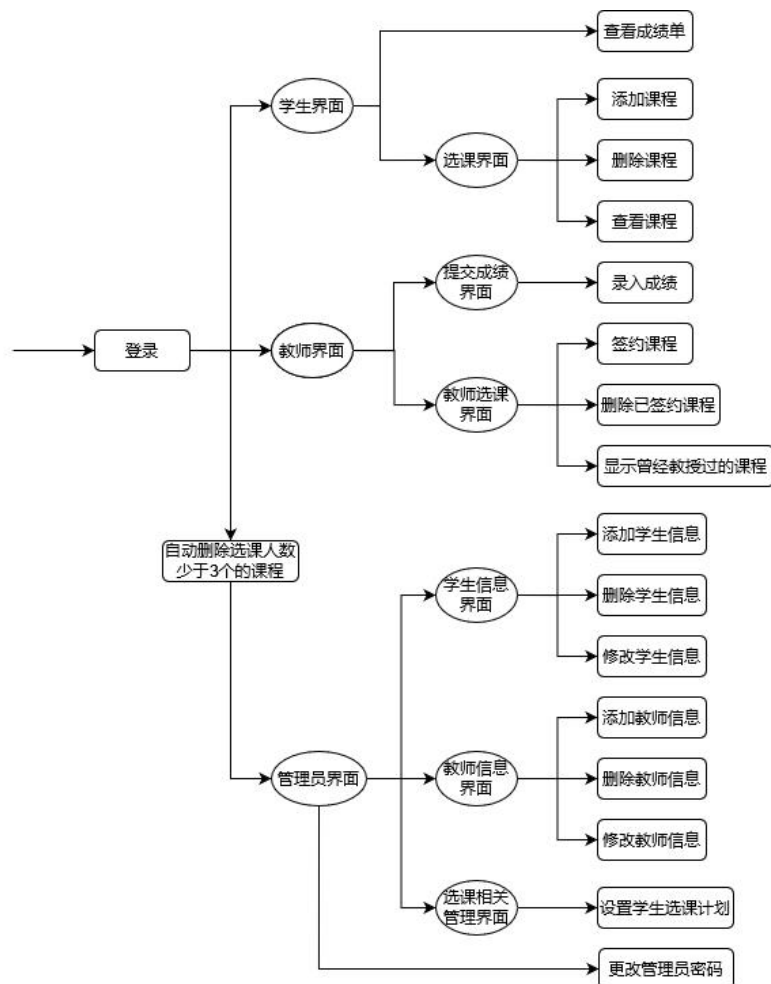 查看成绩单
学生界面
添加课程
选课界面
删除课程
查看课程
提交成绩
界面
录入成绩
登录
教师界面
签约课程
教师选课
界面
删除已签约课程
显示曾经教授过的课程
自动删除选课人数
少于3个的课程
添加学生信息
学生信息
界面
删除学生信息
修改学生信息
添加教师信息
管理员界面
教师信息
界面
删除教师信息
修改教师信息
选课相关
管理界面
设置学生选课计划
更改管理员密码